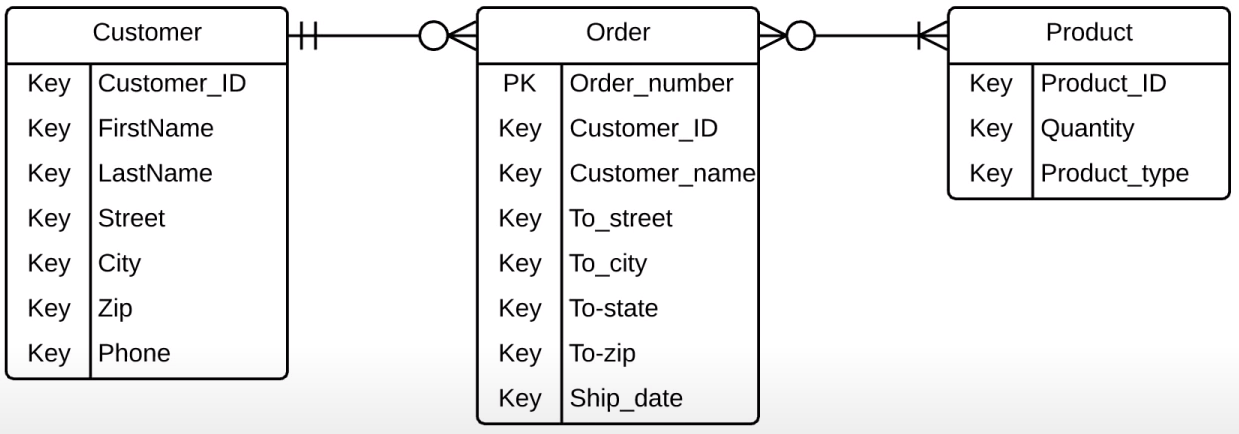 Customer
Key Customer_ID
Key FirstName
Key LastName
Key Street
Key City
Key Zip
Key Phone
Order
PK Order_number
Key Customer_ID
Key Customer_name
Key To_street
Key To_city
Key To-state
Key To-zip
Key Ship_date
Product
Key Product_ID
Key Quantity
Key Product_type